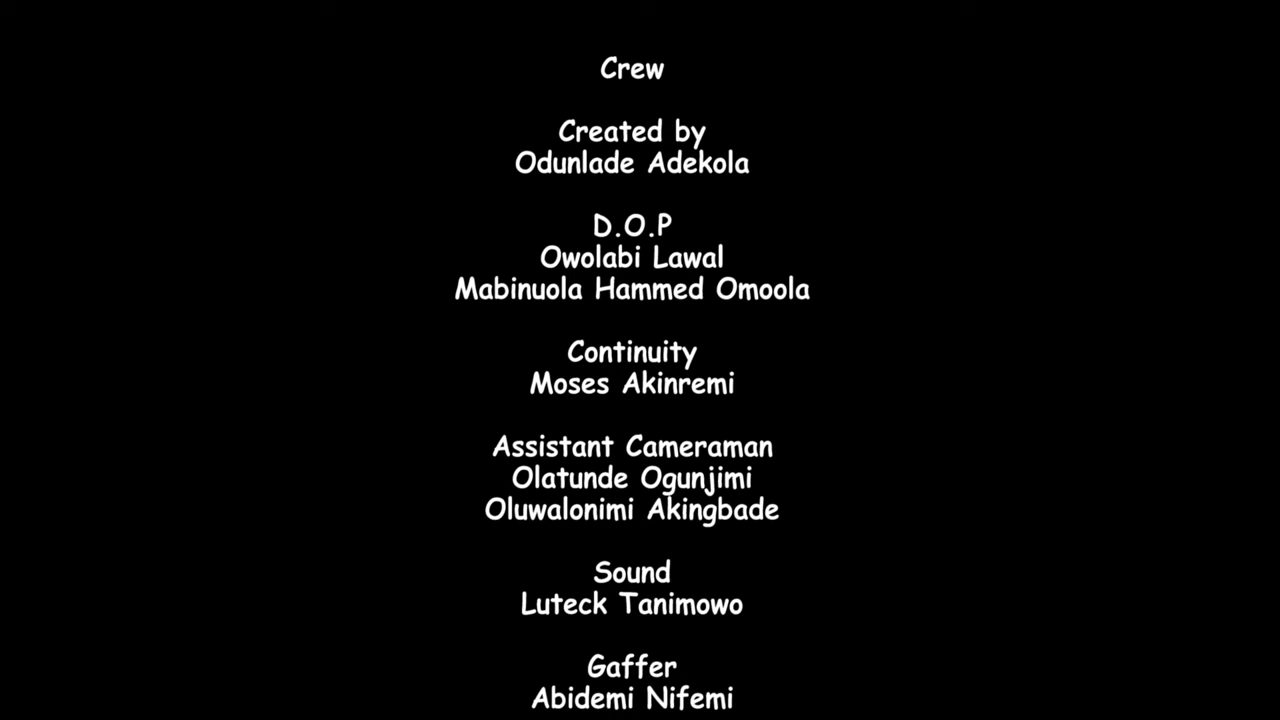 Crew
Created by
Odunlade Adekola
D.O.P
Owolabi Lawal
Mabinuola Hammed Omoola
Continuity
Moses Akinremi
Assistant Cameraman
Olatunde Ogunjimi
Oluwalonimi Akingbade
Sound
Luteck Tanimowo
Gaffer
Abidemi Nifemi